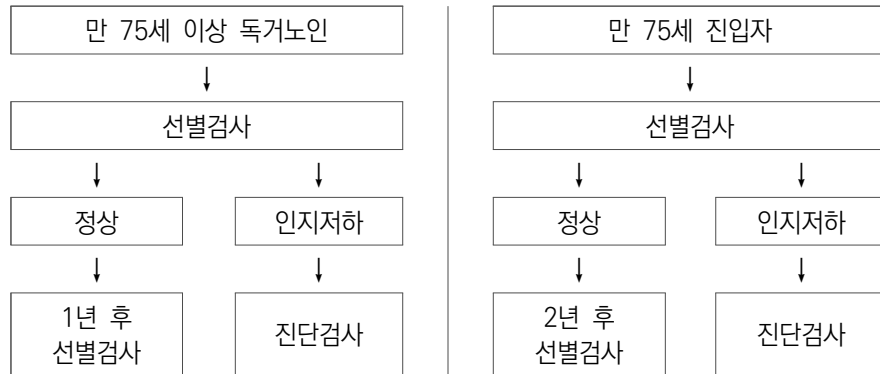 만 75세 이상 독거노인
선별검사
정상
인지저하
1년 후
선별검사
진단검사
만 75세 진입자
선별검사
정상
인지저하
2년 후
선별검사
진단검사